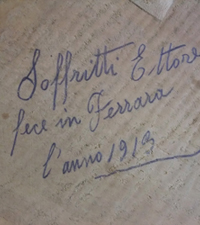 Soffritti Ettore
fece in Ferrara
l'anno 1913